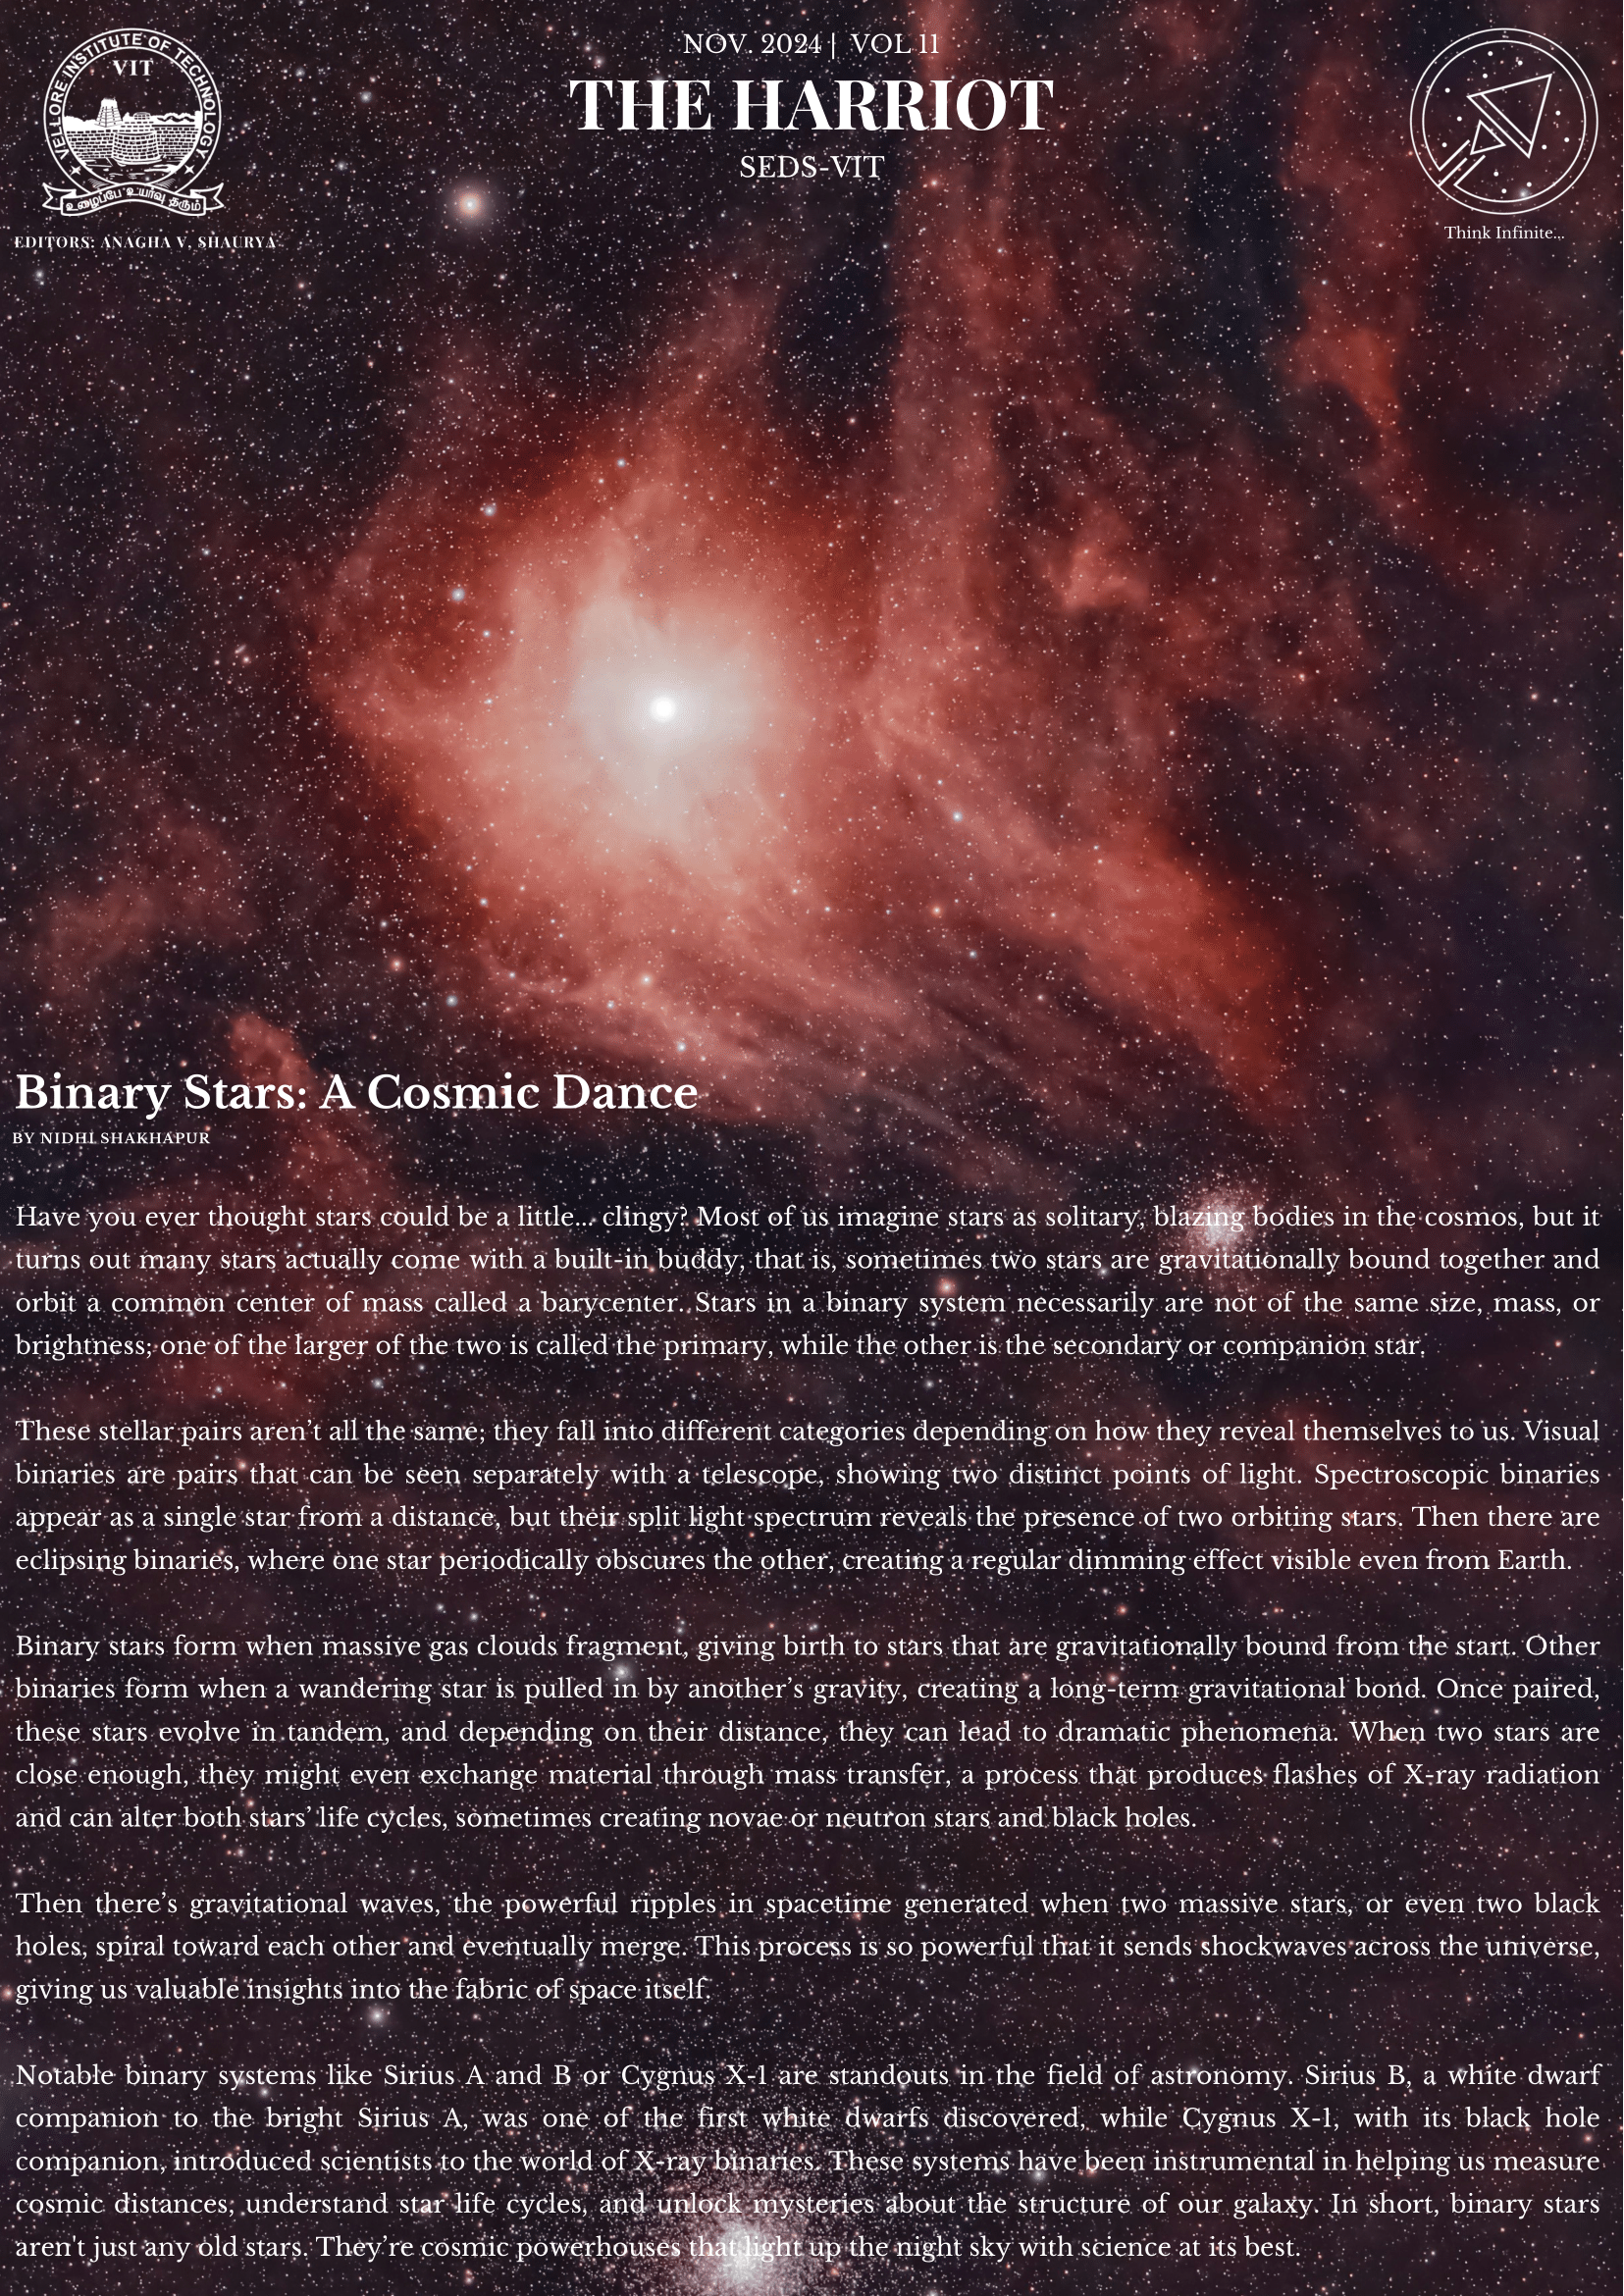 VELLORE INSTITUTE OF TECHNOLOGY
VIT
உழைப்பே உயர்வு தரும்
EDITORS: ANAGHA V, SHAURYA
NOV. 2024 | VOL 11
THE HARRIOT
SEDS-VIT
Think Infinite...
Binary Stars: A Cosmic Dance
BY NIDHI SHAKHAPUR
Have you ever thought stars could be a little... clingy? Most of us imagine stars as solitary, blazing bodies in the cosmos, but it
turns out many stars actually come with a built-in buddy, that is, sometimes two stars are gravitationally bound together and
orbit a common center of mass called a barycenter. Stars in a binary system necessarily are not of the same size, mass, or
brightness; one of the larger of the two is called the primary, while the other is the secondary or companion star.
These stellar pairs aren’t all the same; they fall into different categories depending on how they reveal themselves to us. Visual
binaries are pairs that can be seen separately with a telescope, showing two distinct points of light. Spectroscopic binaries
appear as a single star from a distance, but their split light spectrum reveals the presence of two orbiting stars. Then there are
eclipsing binaries, where one star periodically obscures the other, creating a regular dimming effect visible even from Earth.
Binary stars form when massive gas clouds fragment, giving birth to stars that are gravitationally bound from the start. Other
binaries form when a wandering star is pulled in by another’s gravity, creating a long-term gravitational bond. Once paired,
these stars evolve in tandem, and depending on their distance, they can lead to dramatic phenomena. When two stars are
close enough, they might even exchange material through mass transfer, a process that produces flashes of X-ray radiation
and can alter both stars’ life cycles, sometimes creating novae or neutron stars and black holes.
Then there’s gravitational waves, the powerful ripples in spacetime generated when two massive stars, or even two black
holes, spiral toward each other and eventually merge. This process is so powerful that it sends shockwaves across the universe,
giving us valuable insights into the fabric of space itself.
Notable binary systems like Sirius A and B or Cygnus X-1 are standouts in the field of astronomy. Sirius B, a white dwarf
companion to the bright Sirius A, was one of the first white dwarfs discovered, while Cygnus X-1, with its black hole
companion, introduced scientists to the world of X-ray binaries. These systems have been instrumental in helping us measure
cosmic distances, understand star life cycles, and unlock mysteries about the structure of our galaxy. In short, binary stars
aren't just any old stars. They’re cosmic powerhouses that light up the night sky with science at its best.